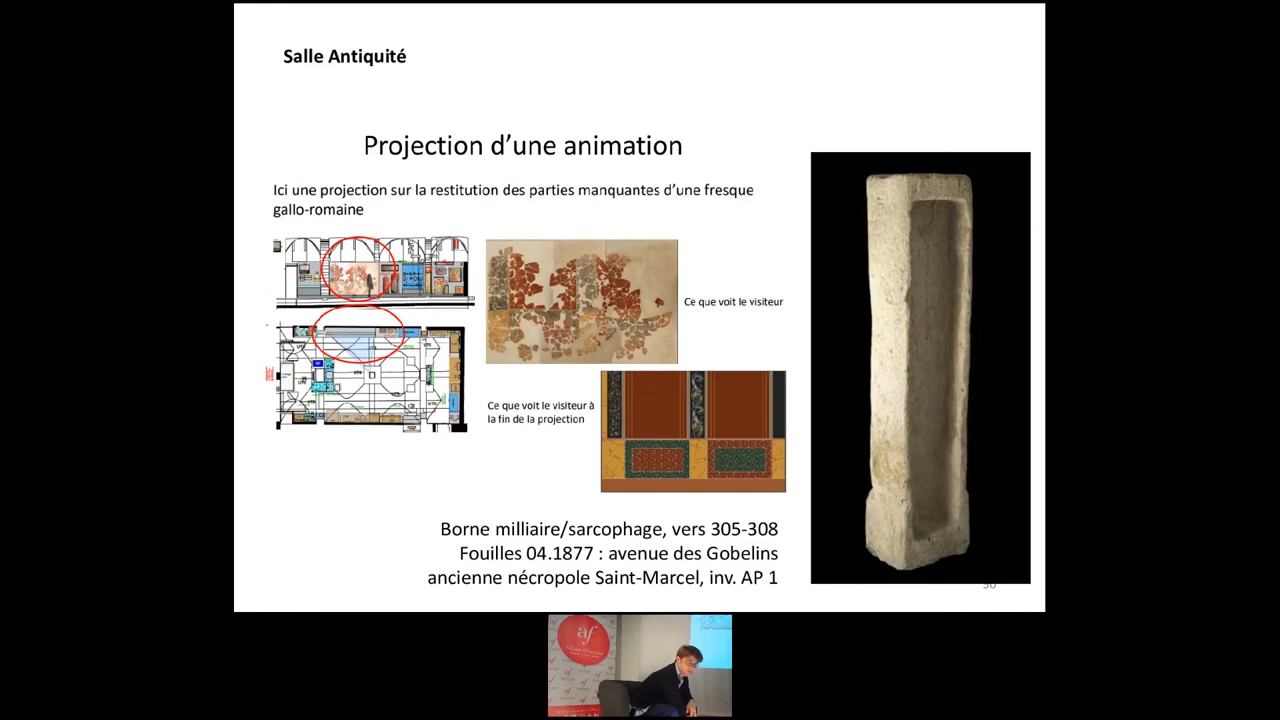 Salle Antiquité
Projection d’une animation
Ici une projection sur la restitution des parties manquantes d’une fresque
gallo-romaine
Ce que voit le visiteur
Ce que voit le visiteur à
la fin de la projection
Borne milliaire/sarcophage, vers 305-308
Fouilles 04.1877 : avenue des Gobelins
ancienne nécropole Saint-Marcel, inv. AP 1
30
af